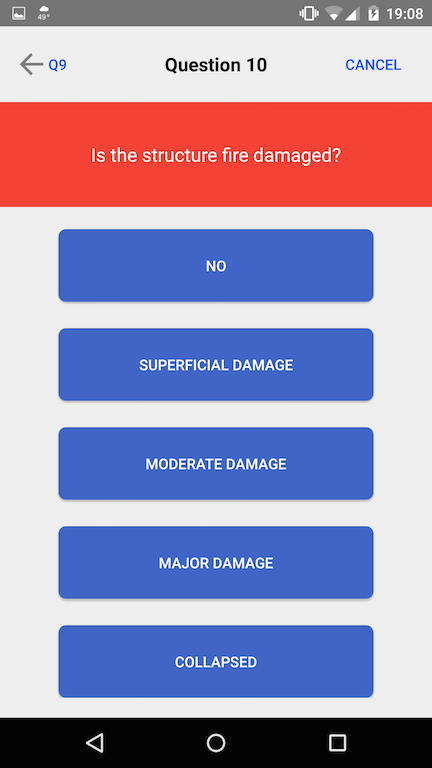 49°
19:08
Q9
Question 10
CANCEL
Is the structure fire damaged?
NO
SUPERFICIAL DAMAGE
MODERATE DAMAGE
MAJOR DAMAGE
COLLAPSED